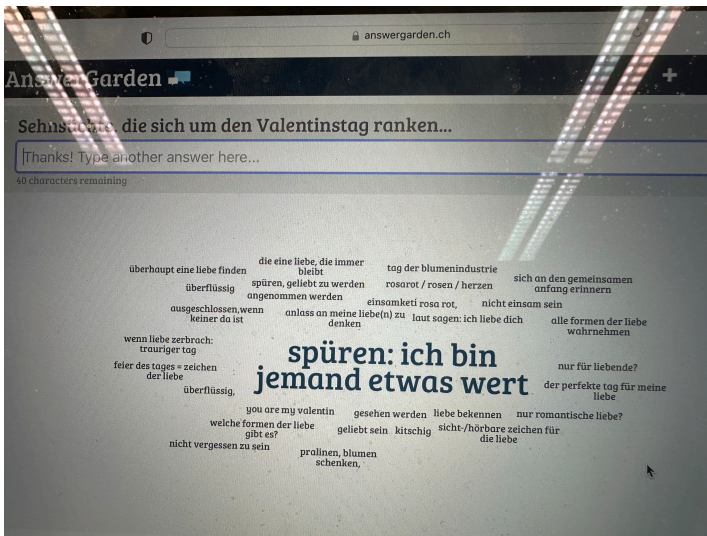 answergarden.ch
AnswerGarden
+
Sehnsüchte, die sich um den Valentinstag ranken...
Thanks! Type another answer here...
40 characters remaining
die eine liebe, die immer
bleibt
überhaupt eine liebe finden
tag der blumenindustrie
sich an den gemeinsamen
anfang erinnern
überflüssig
spüren, geliebt zu werden
rosarot / rosen / herzen
angenommen werden
einsamketi
rosa rot,
nicht einsam sein
ausgeschlossen,wenn
keiner da ist
anlass an meine liebe(n) zu
denken
laut sagen: ich liebe dich
alle formen der liebe
wahrnehmen
wenn liebe zerbrach:
trauriger tag
spüren: ich bin
jemand etwas wert
feier des tages = zeichen
der liebe
nur für liebende?
überflüssig,
der perfekte tag für meine
liebe
you are my valentin
gesehen werden
liebe bekennen
nur romantische liebe?
welche formen der liebe
gibt es?
geliebt sein
kitschig
sicht-/hörbare zeichen für
die liebe
nicht vergessen zu sein
pralinen, blumen
schenken,